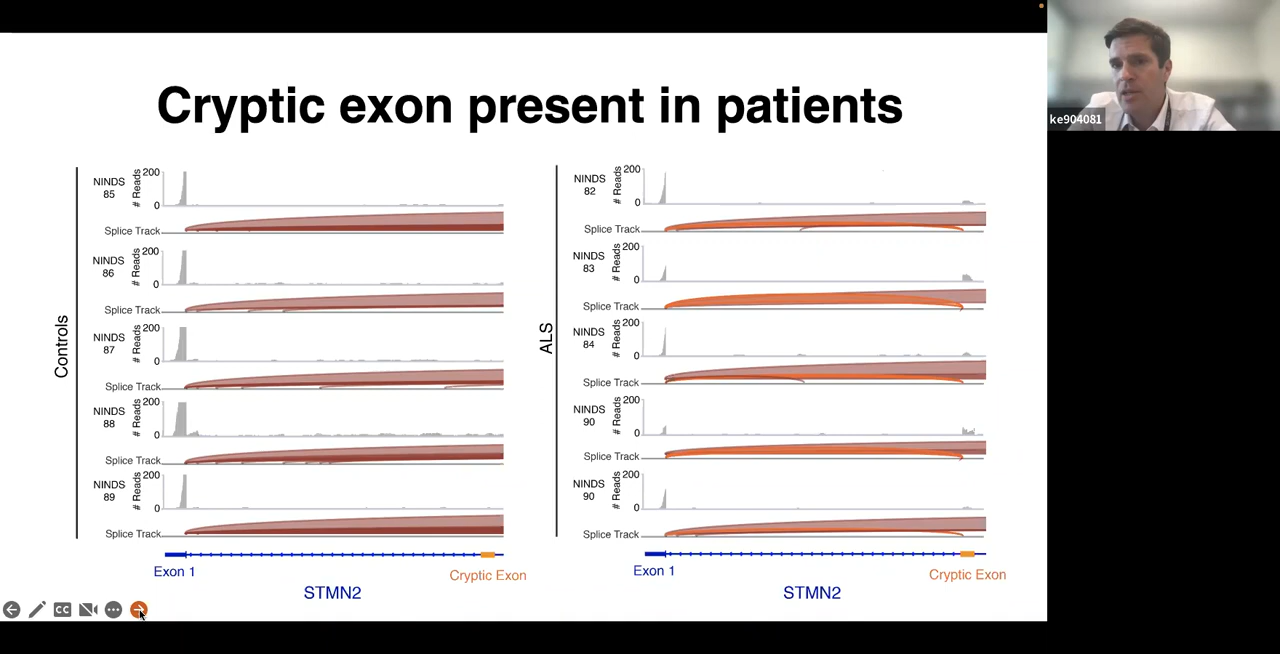 Cryptic exon present in patients
ke904081
Controls
NINDS
85
# Reads
200
0
Splice Track
NINDS
86
# Reads
200
0
Splice Track
NINDS
87
# Reads
200
0
Splice Track
NINDS
88
# Reads
200
0
Splice Track
NINDS
89
# Reads
200
0
Splice Track
Exon 1
Cryptic Exon
STMN2
ALS
NINDS
82
# Reads
200
0
Splice Track
NINDS
83
# Reads
200
0
Splice Track
NINDS
84
# Reads
200
0
Splice Track
NINDS
90
# Reads
200
0
Splice Track
NINDS
90
# Reads
200
0
Splice Track
Exon 1
Cryptic Exon
STMN2
CC